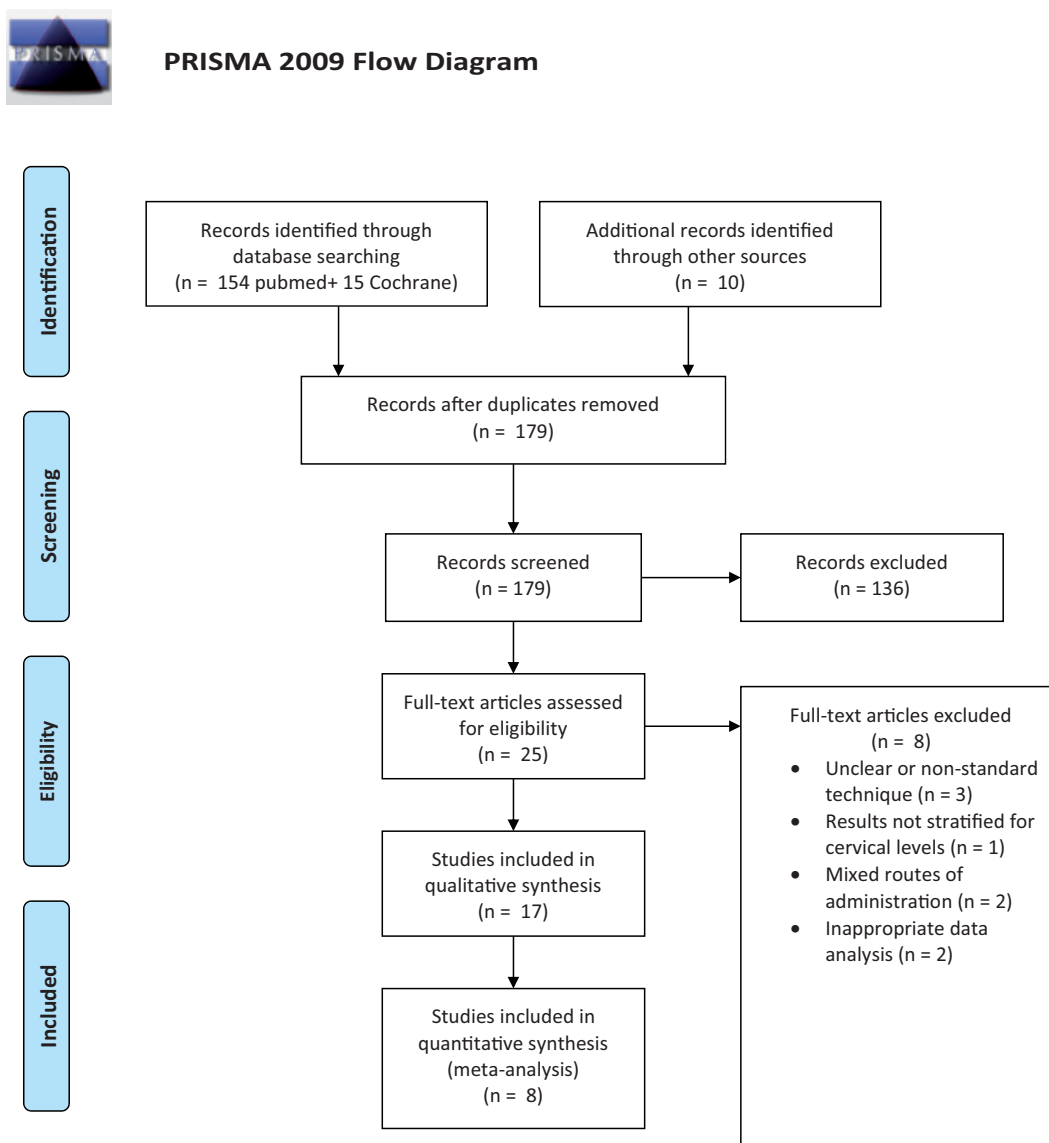 PRISMA
PRISMA 2009 Flow Diagram
Identification
Records identified through
database searching
(n = 154 pubmed+ 15 Cochrane)
Additional records identified
through other sources
(n = 10)
Records after duplicates removed
(n = 179)
Screening
Records screened
(n = 179)
Records excluded
(n = 136)
Eligibility
Full-text articles assessed
for eligibility
(n = 25)
Full-text articles excluded
(n = 8)
• Unclear or non-standard
technique (n = 3)
• Results not stratified for
cervical levels (n = 1)
• Mixed routes of
administration (n = 2)
• Inappropriate data
analysis (n = 2)
Studies included in
qualitative synthesis
(n = 17)
Included
Studies included in
quantitative synthesis
(meta-analysis)
(n = 8)